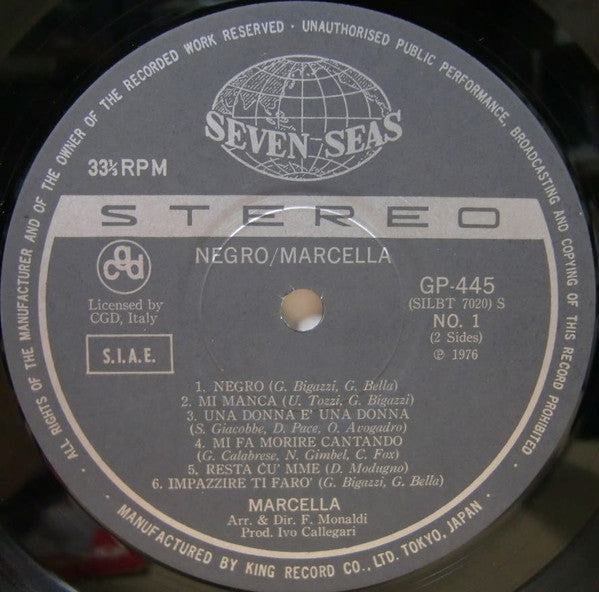 ALL RIGHTS OF THE MANUFACTURER AND OF THE OWNER OF THE RECORDED WORK RESERVED · UNAUTHORISED PUBLIC PERFORMANCE, BROADCASTING AND COPYING OF THIS RECORD PROHIBITED ·
SEVEN SEAS
33⅓ RPM
STEREO
NEGRO/MARCELLA
cgd
Licensed by
CGD, Italy
S.I.A.E.
GP-445
(SILBT 7020) S
NO. 1
(2 Sides)
℗ 1976
1. NEGRO (G. Bigazzi, G. Bella)
2. MI MANCA (U. Tozzi, G. Bigazzi)
3. UNA DONNA E' UNA DONNA
(S. Giacobbe, D. Pace, O. Avogadro)
4. MI FA MORIRE CANTANDO
(G. Calabrese, N. Gimbel, C. Fox)
5. RESTA CU' MME (D. Modugno)
6. IMPAZZIRE TI FARO' (G. Bigazzi, G. Bella)
MARCELLA
Arr. & Dir. F. Monaldi
Prod. Ivo Callegari
MANUFACTURED BY KING RECORD CO., LTD. TOKYO, JAPAN ·